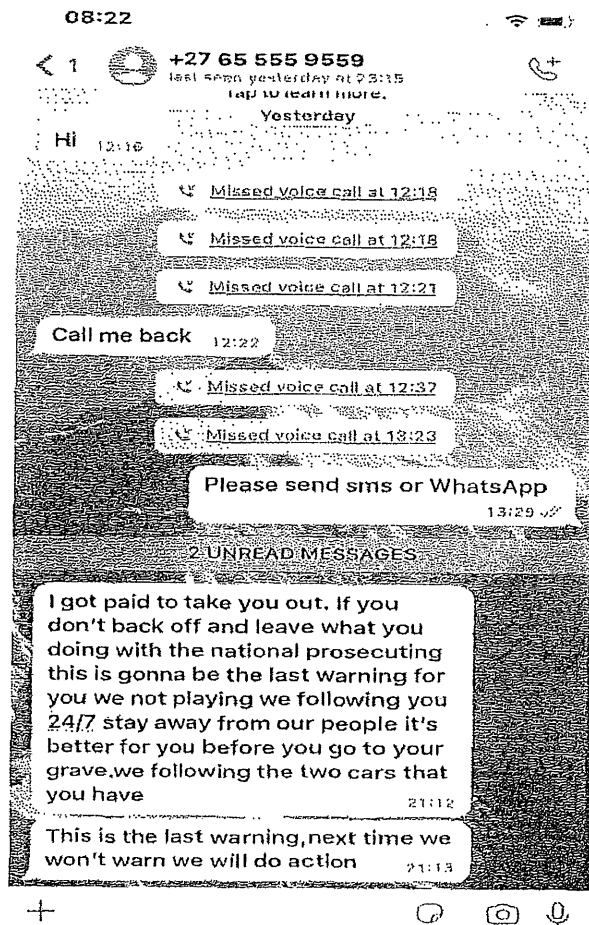 08:22
1
+27 65 555 9559
last seen yesterday at 23:15
Tap to learn more.
Yesterday
Hi 12:16
Missed voice call at 12:18
Missed voice call at 12:18
Missed voice call at 12:21
Call me back 12:22
Missed voice call at 12:37
Missed voice call at 13:23
Please send sms or WhatsApp
13:29
2 UNREAD MESSAGES
I got paid to take you out. If you
don't back off and leave what you
doing with the national prosecuting
this is gonna be the last warning for
you we not playing we following you
24/7 stay away from our people it's
better for you before you go to your
grave.we following the two cars that
you have 21:12
This is the last warning,next time we
won't warn we will do action 21:13